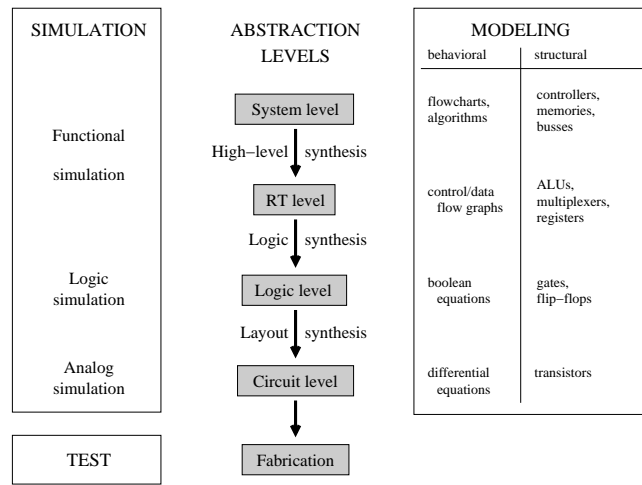 SIMULATION
Functional
simulation
Logic
simulation
Analog
simulation
TEST
ABSTRACTION
LEVELS
System level
High−level synthesis
RT level
Logic synthesis
Logic level
Layout synthesis
Circuit level
Fabrication
MODELING
behavioral structural
flowcharts,
algorithms
controllers,
memories,
busses
control/data
flow graphs
ALUs,
multiplexers,
registers
boolean
equations
gates,
flip−flops
differential
equations
transistors